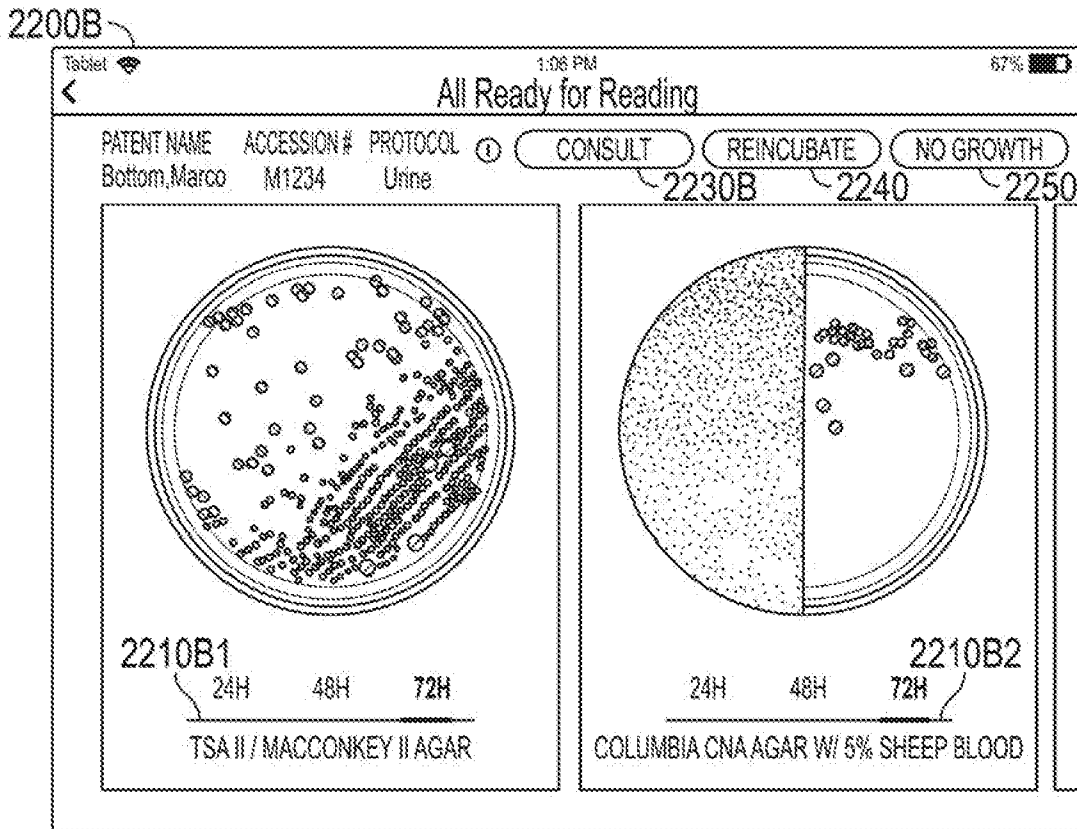 2200B
Tablet 1:06 PM 67%
< All Ready for Reading
PATENT NAME ACCESSION # PROTOCOL CONSULT REINCUBATE NO GROWTH
Bottom,Marco M1234 Urine 2230B 2240 2250
2210B1 2210B2
24H 48H 72H 24H 48H 72H
TSA II / MACCONKEY II AGAR COLUMBIA CNA AGAR W/ 5% SHEEP BLOOD